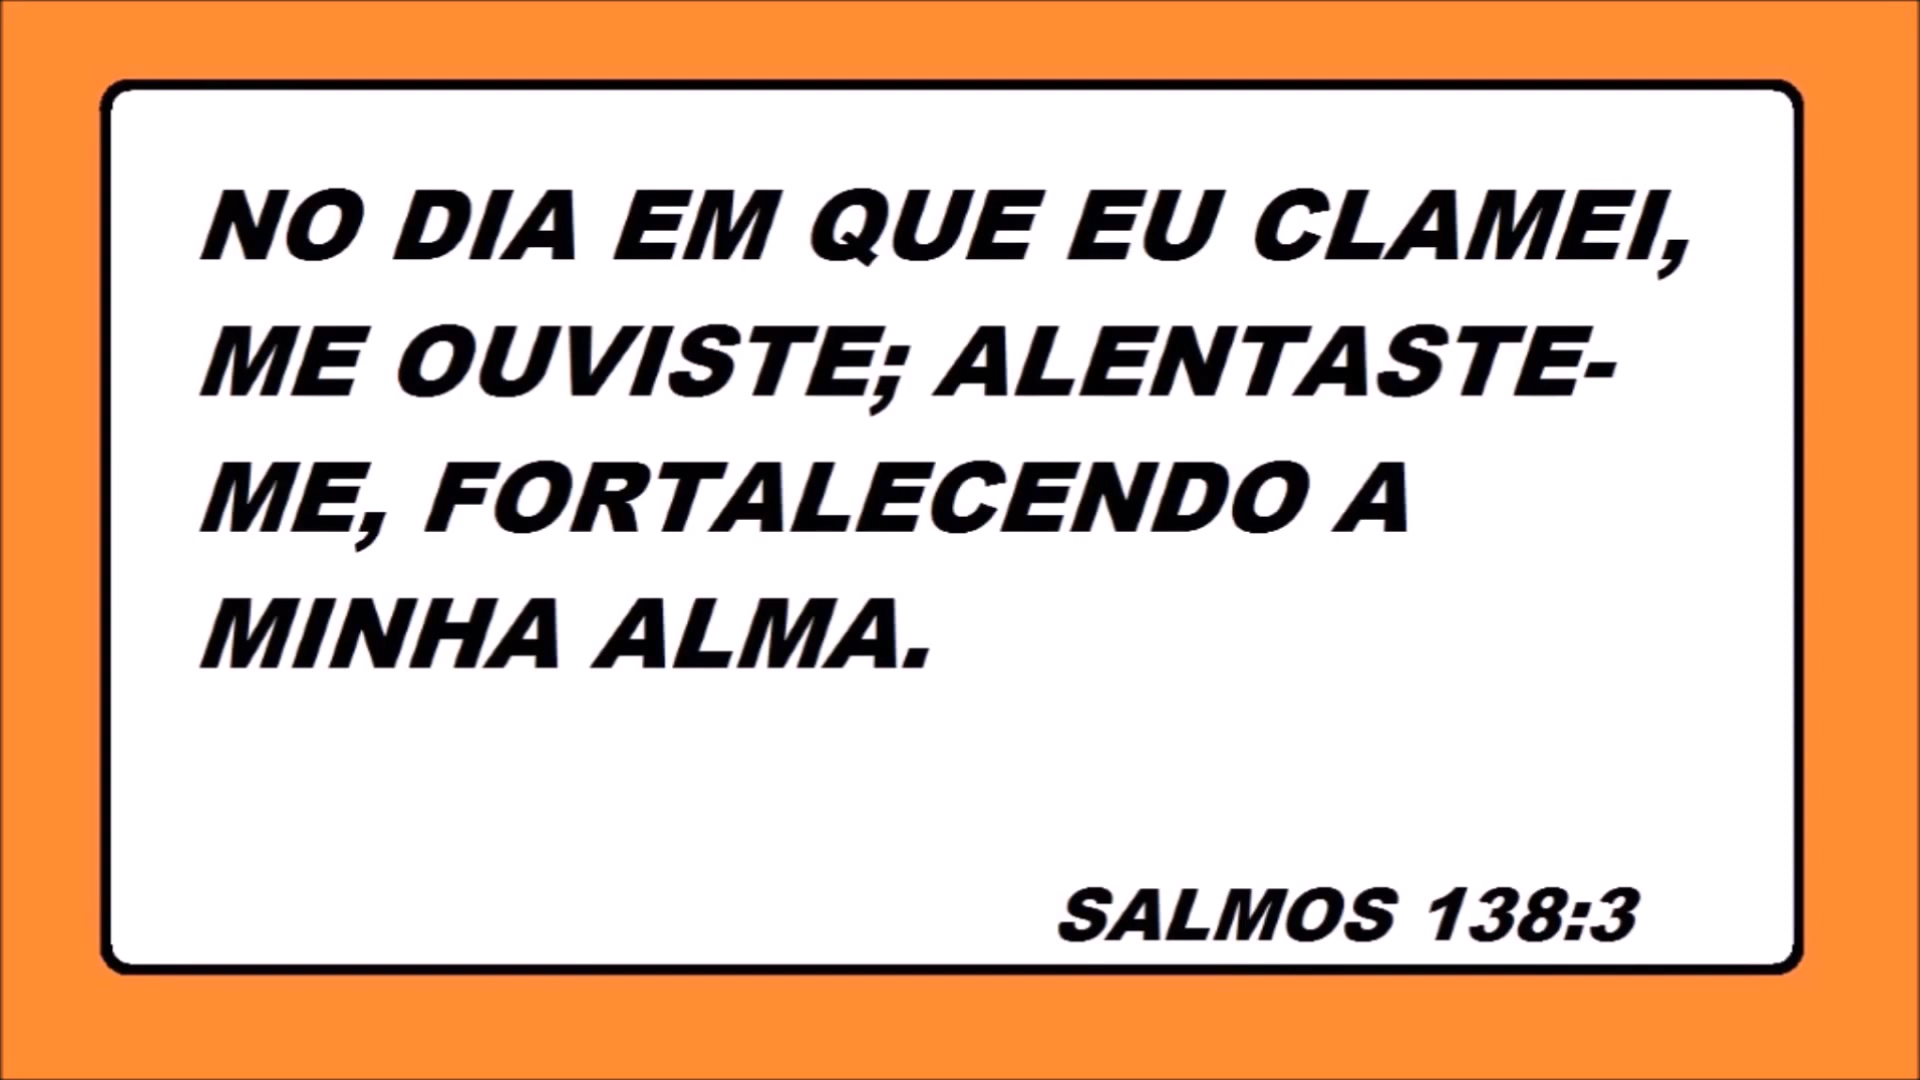 NO DIA EM QUE EU CLAMEI,
ME OUVISTE; ALENTASTE-
ME, FORTALECENDO A
MINHA ALMA.
SALMOS 138:3